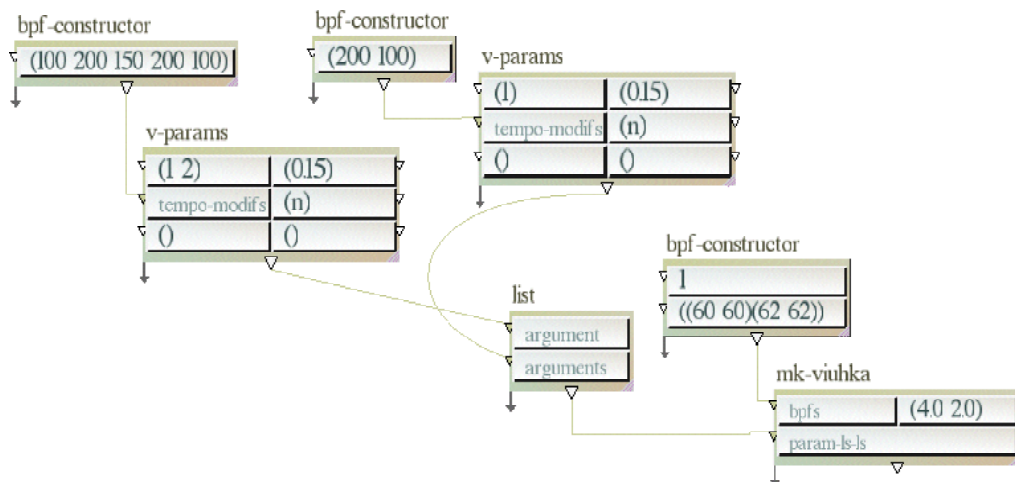 bpf-constructor
(100 200 150 200 100)
bpf-constructor
(200 100)
v-params
(1) (0.15)
tempo-modifs (n)
() ()
v-params
(1 2) (0.15)
tempo-modifs (n)
() ()
bpf-constructor
1
((60 60)(62 62))
list
argument
arguments
mk-viuhka
bpfs (4.0 2.0)
param-ls-ls